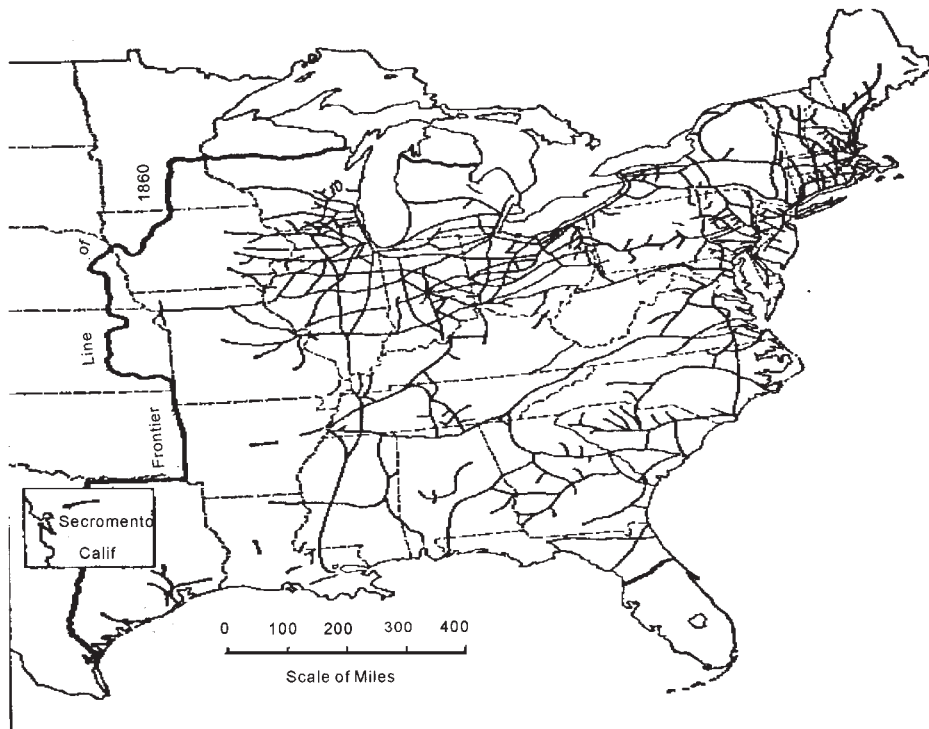 1860
of
Line
Frontier
Secromento
Calif
0 100 200 300 400
Scale of Miles